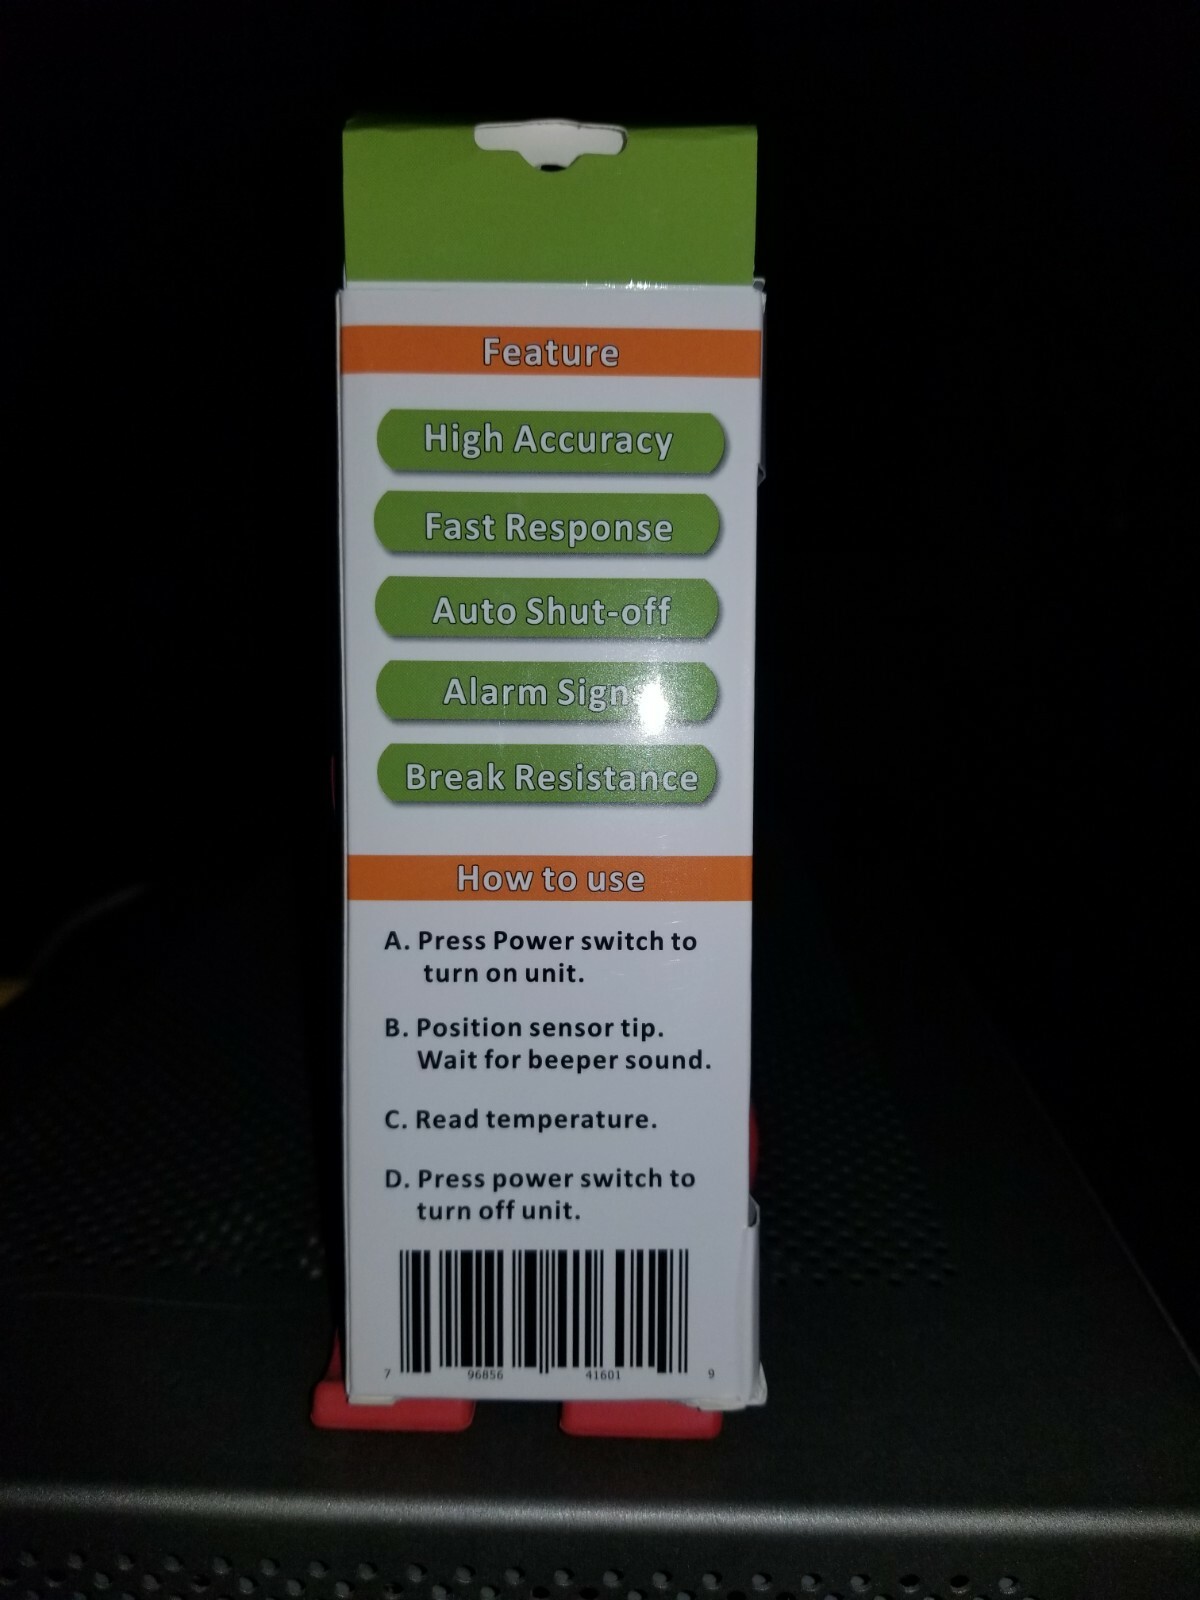 Feature
High Accuracy
Fast Response
Auto Shut-off
Alarm
Break Resistance
How to use
A. Press Power switch to
turn on unit.
B. Position sensor tip.
Wait for beeper sound.
C. Read temperature.
D. Press power switch to
turn off unit.
7 96856 41601 9